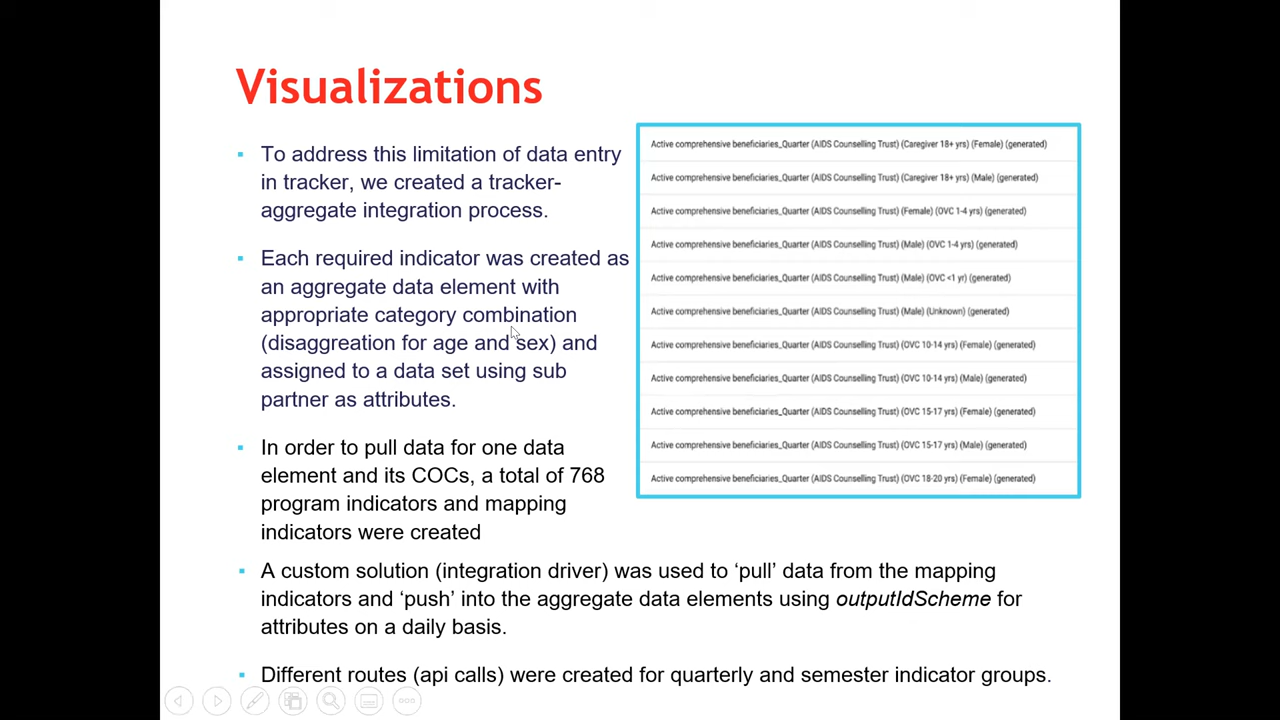 Visualizations
To address this limitation of data entry
in tracker, we created a tracker-
aggregate integration process.
Each required indicator was created as
an aggregate data element with
appropriate category combination
(disaggreation for age and sex) and
assigned to a data set using sub
partner as attributes.
In order to pull data for one data
element and its COCs, a total of 768
program indicators and mapping
indicators were created
A custom solution (integration driver) was used to ‘pull’ data from the mapping
indicators and ‘push’ into the aggregate data elements using outputIdScheme for
attributes on a daily basis.
Different routes (api calls) were created for quarterly and semester indicator groups.
Active comprehensive beneficiaries_Quarter (AIDS Counselling Trust) (Caregiver 18+ yrs) (Female) (generated)
Active comprehensive beneficiaries_Quarter (AIDS Counselling Trust) (Caregiver 18+ yrs) (Male) (generated)
Active comprehensive beneficiaries_Quarter (AIDS Counselling Trust) (Female) (OVC 1-4 yrs) (generated)
Active comprehensive beneficiaries_Quarter (AIDS Counselling Trust) (Male) (OVC 1-4 yrs) (generated)
Active comprehensive beneficiaries_Quarter (AIDS Counselling Trust) (Male) (OVC <1 yr) (generated)
Active comprehensive beneficiaries_Quarter (AIDS Counselling Trust) (Male) (Unknown) (generated)
Active comprehensive beneficiaries_Quarter (AIDS Counselling Trust) (OVC 10-14 yrs) (Female) (generated)
Active comprehensive beneficiaries_Quarter (AIDS Counselling Trust) (OVC 10-14 yrs) (Male) (generated)
Active comprehensive beneficiaries_Quarter (AIDS Counselling Trust) (OVC 15-17 yrs) (Female) (generated)
Active comprehensive beneficiaries_Quarter (AIDS Counselling Trust) (OVC 15-17 yrs) (Male) (generated)
Active comprehensive beneficiaries_Quarter (AIDS Counselling Trust) (OVC 18-20 yrs) (Female) (generated)